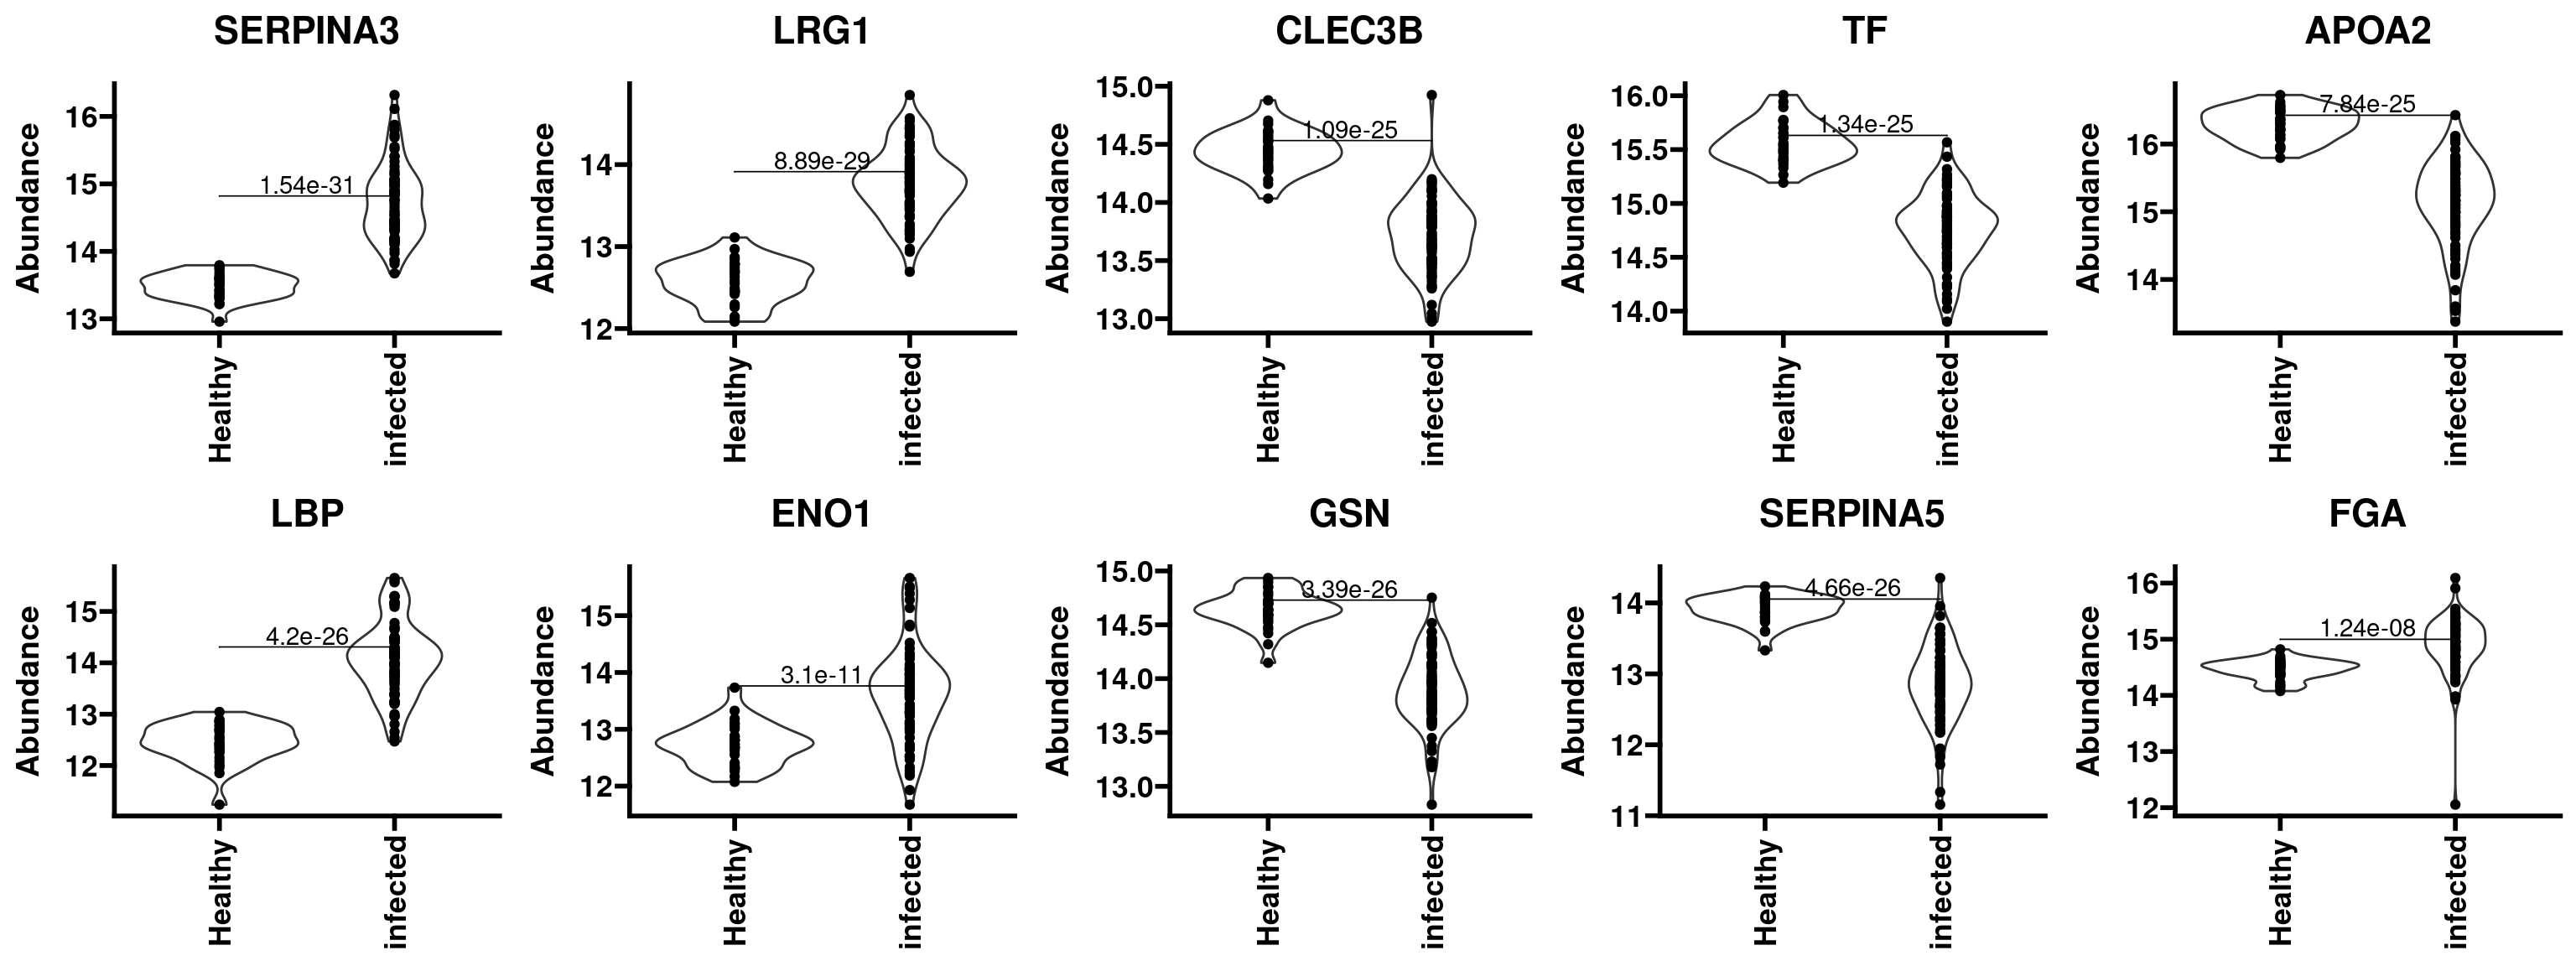 SERPINA3
Abundance
16
15
14
13
1.54e-31
Healthy
infected
LRG1
Abundance
14
13
12
8.89e-29
Healthy
infected
CLEC3B
Abundance
15.0
14.5
14.0
13.5
13.0
1.09e-25
Healthy
infected
TF
Abundance
16.0
15.5
15.0
14.5
14.0
1.34e-25
Healthy
infected
APOA2
Abundance
16
15
14
7.84e-25
Healthy
infected
LBP
Abundance
15
14
13
12
4.2e-26
Healthy
infected
ENO1
Abundance
15
14
13
12
3.1e-11
Healthy
infected
GSN
Abundance
15.0
14.5
14.0
13.5
13.0
3.39e-26
Healthy
infected
SERPINA5
Abundance
14
13
12
11
4.66e-26
Healthy
infected
FGA
Abundance
16
15
14
13
12
1.24e-08
Healthy
infected